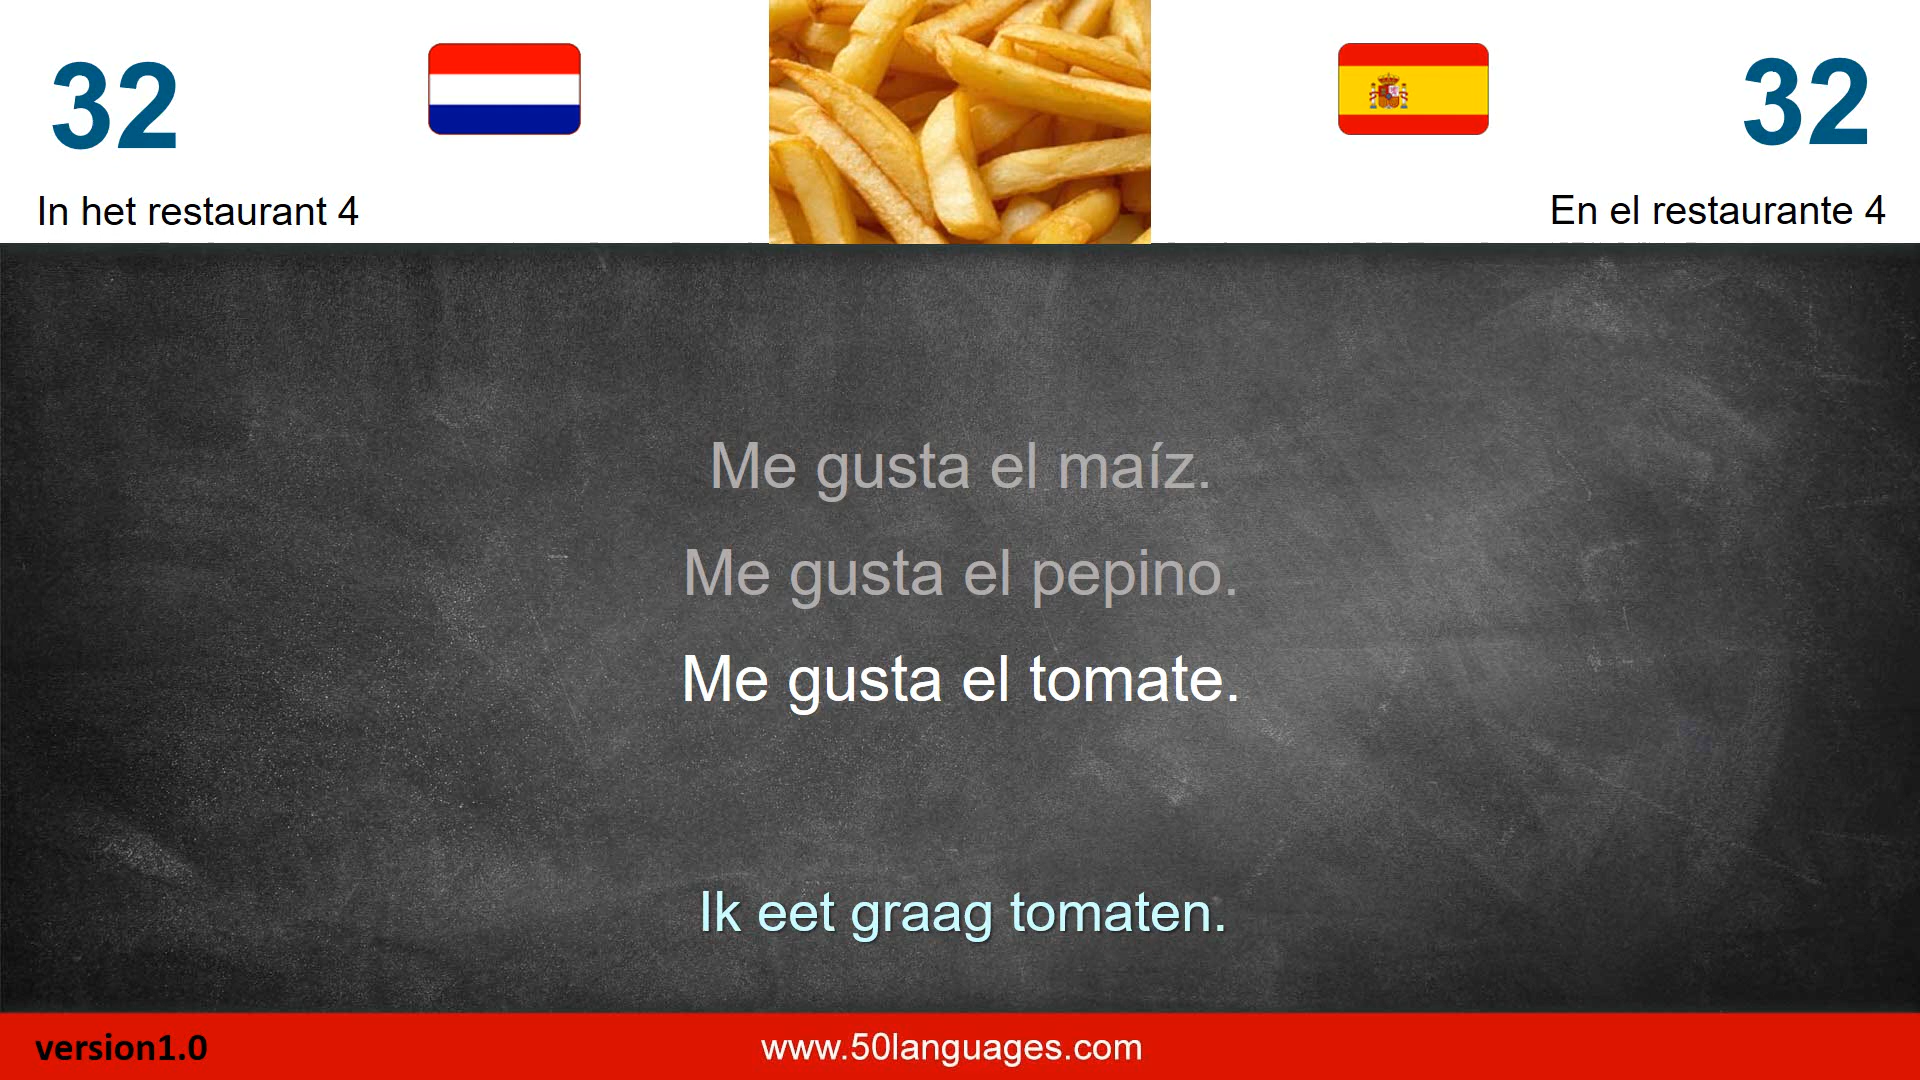 32
32
In het restaurant 4
En el restaurante 4
Me gusta el maíz.
Me gusta el pepino.
Me gusta el tomate.
Ik eet graag tomaten.
version1.0
www.50languages.com